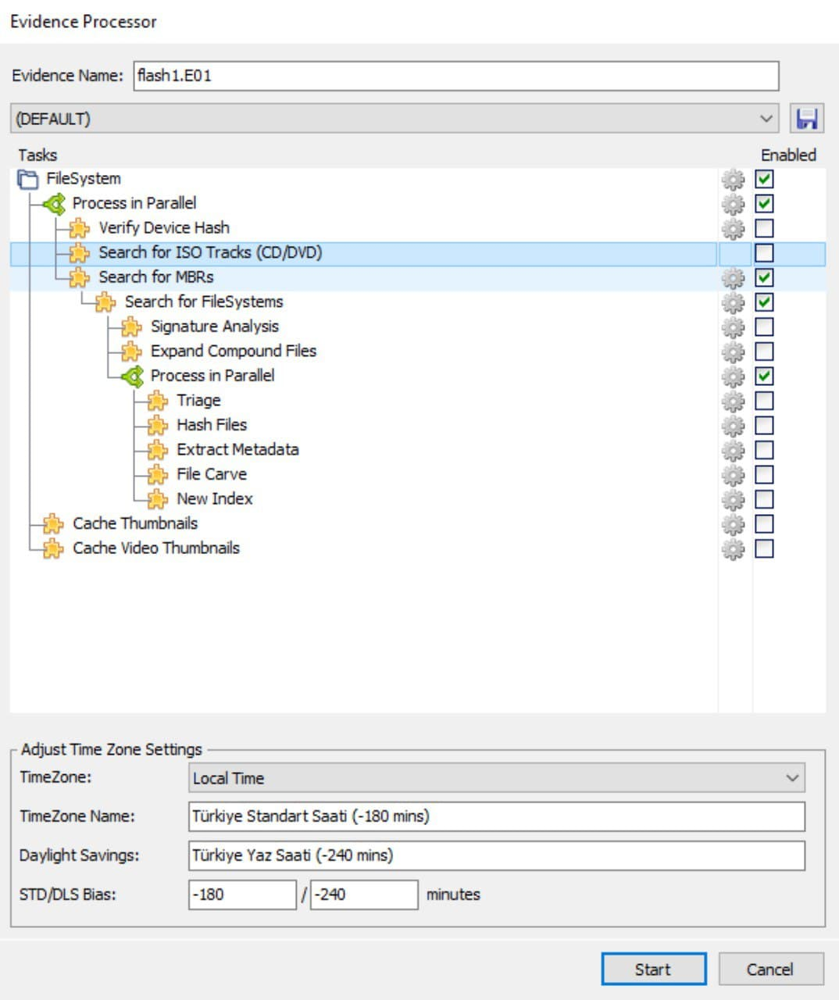 Evidence Processor
Evidence Name: flash1.E01
(DEFAULT)
Tasks Enabled
FileSystem
Process in Parallel
Verify Device Hash
Search for ISO Tracks (CD/DVD)
Search for MBRs
Search for FileSystems
Signature Analysis
Expand Compound Files
Process in Parallel
Triage
Hash Files
Extract Metadata
File Carve
New Index
Cache Thumbnails
Cache Video Thumbnails
Adjust Time Zone Settings
TimeZone: Local Time
TimeZone Name: Türkiye Standart Saati (-180 mins)
Daylight Savings: Türkiye Yaz Saati (-240 mins)
STD/DLS Bias: -180 / -240 minutes
Start Cancel